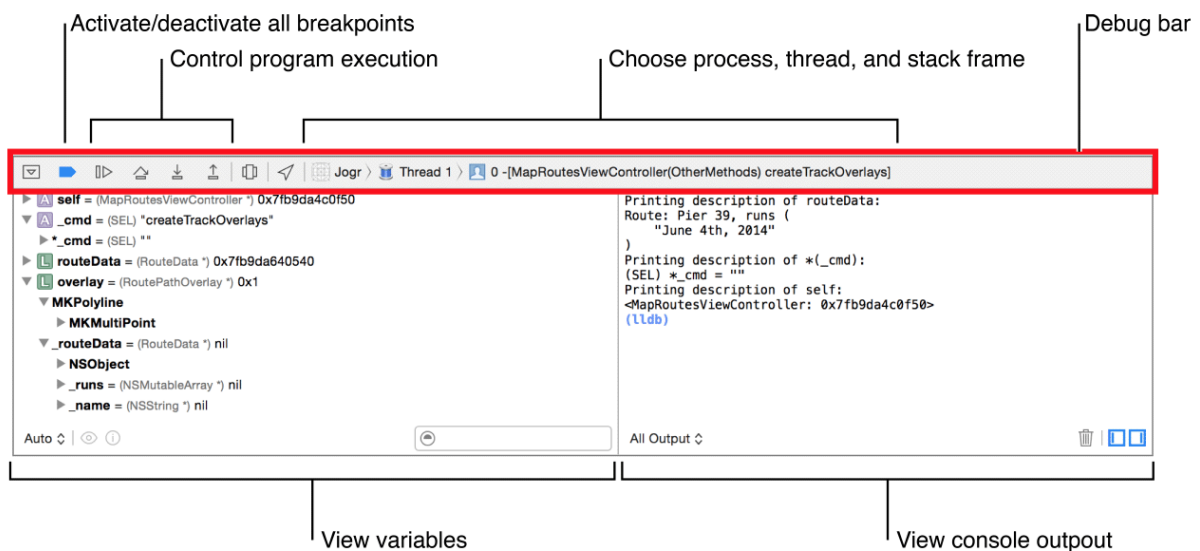 Activate/deactivate all breakpoints
Debug bar
Control program execution
Choose process, thread, and stack frame
Jogr 〉 Thread 1 〉 0 -[MapRoutesViewController(OtherMethods) createTrackOverlays]
A self = (MapRoutesViewController *) 0x7fb9da4c0f50
A _cmd = (SEL) "createTrackOverlays"
*_cmd = (SEL) ""
L routeData = (RouteData *) 0x7fb9da640540
L overlay = (RoutePathOverlay *) 0x1
MKPolyline
MKMultiPoint
_routeData = (RouteData *) nil
NSObject
_runs = (NSMutableArray *) nil
_name = (NSString *) nil
Auto
Printing description of routeData:
Route: Pier 39, runs (
    "June 4th, 2014"
)
Printing description of *(_cmd):
(SEL) *_cmd = ""
Printing description of self:
<MapRoutesViewController: 0x7fb9da4c0f50>
(lldb)
All Output
View variables
View console outpout